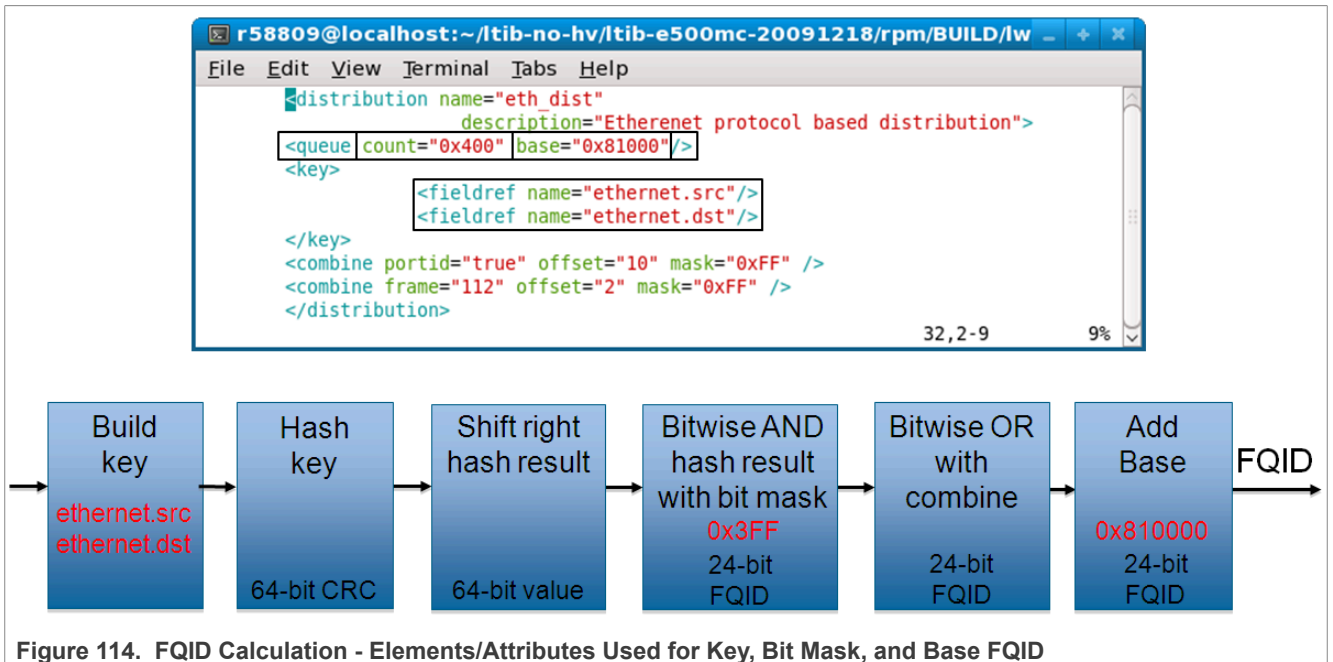 r58809@localhost:~/ltib-no-hv/ltib-e500mc-20091218/rpm/BUILD/lw
File Edit View Terminal Tabs Help
<distribution name="eth_dist"
description="Etherenet protocol based distribution">
<queue count="0x400" base="0x81000"/>
<key>
<fieldref name="ethernet.src"/>
<fieldref name="ethernet.dst"/>
</key>
<combine portid="true" offset="10" mask="0xFF" />
<combine frame="112" offset="2" mask="0xFF" />
</distribution>
32,2-9 9%
Build
key
ethernet.src
ethernet.dst
Hash
key
64-bit CRC
Shift right
hash result
64-bit value
Bitwise AND
hash result
with bit mask
0x3FF
24-bit
FQID
Bitwise OR
with
combine
24-bit
FQID
Add
Base
0x810000
24-bit
FQID
FQID
Figure 114. FQID Calculation - Elements/Attributes Used for Key, Bit Mask, and Base FQID